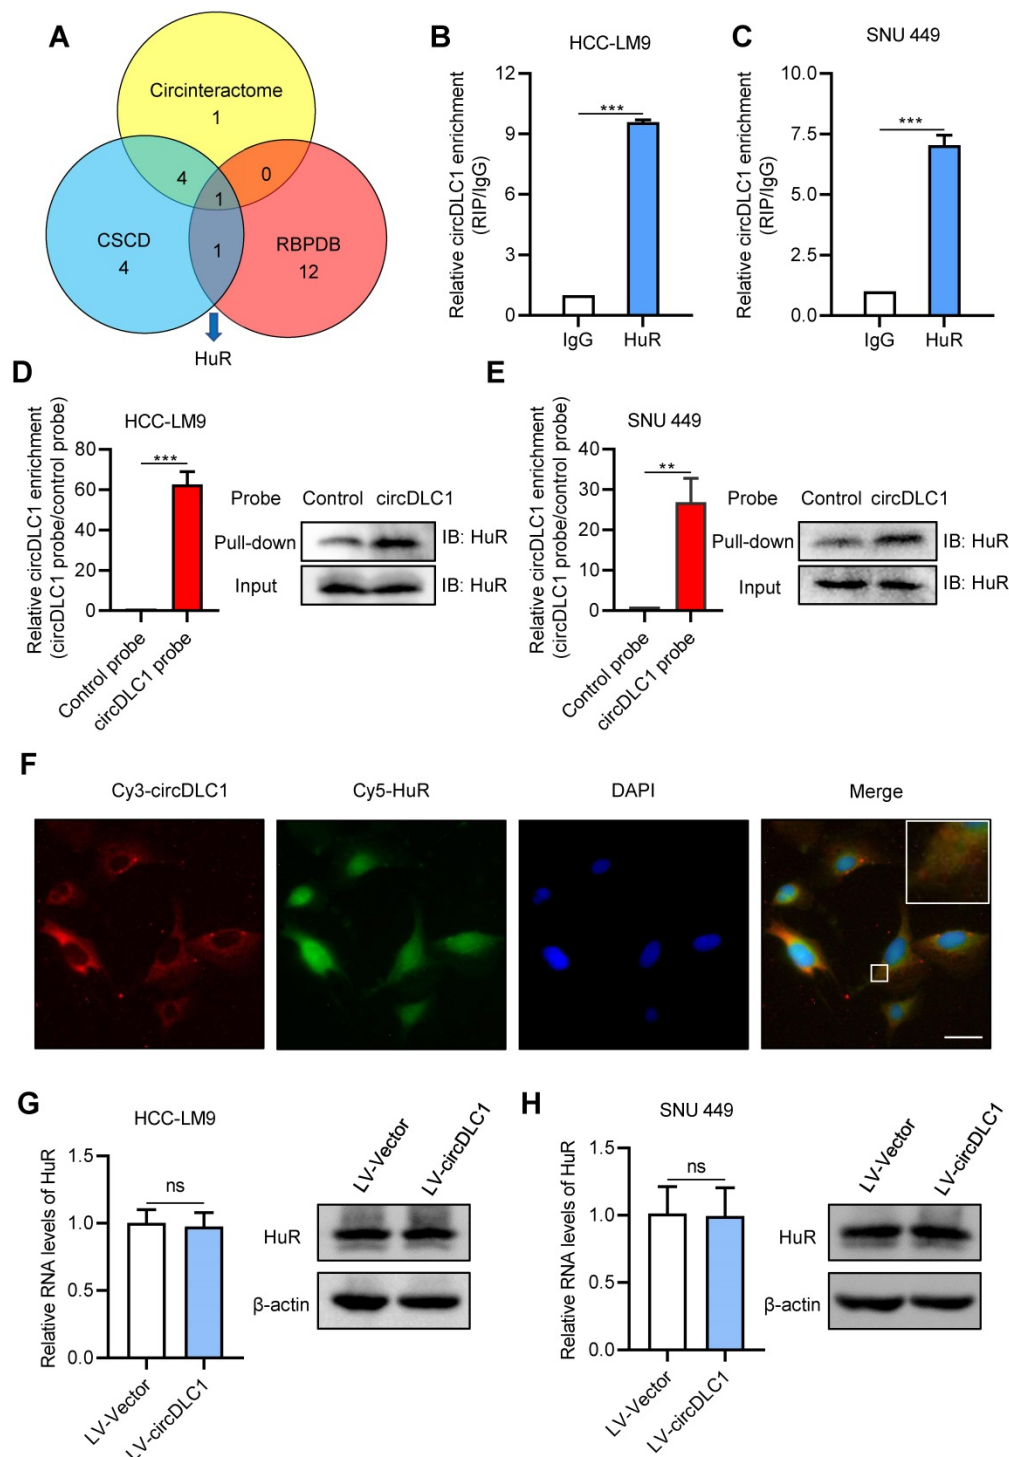 A
Circinteractome
1
4
1
0
CSCD
4
1
RBPDB
12
HuR
B
HCC-LM9
Relative circDLC1 enrichment
(RIP/IgG)
12
9
6
3
0
***
IgG
HuR
C
SNU 449
Relative circDLC1 enrichment
(RIP/IgG)
10.0
7.5
5.0
2.5
0.0
***
IgG
HuR
D
HCC-LM9
Relative circDLC1 enrichment
(circDLC1 probe/control probe)
80
60
40
20
0
***
Control probe
circDLC1 probe
Probe
Control circDLC1
Pull-down
IB: HuR
Input
IB: HuR
E
SNU 449
Relative circDLC1 enrichment
(circDLC1 probe/control probe)
40
30
20
10
0
**
Control probe
circDLC1 probe
Probe
Control circDLC1
Pull-down
IB: HuR
Input
IB: HuR
F
Cy3-circDLC1
Cy5-HuR
DAPI
Merge
G
HCC-LM9
Relative RNA levels of HuR
1.5
1.0
0.5
0.0
ns
LV-Vector
LV-circDLC1
LV-Vector
LV-circDLC1
HuR
β-actin
H
SNU 449
Relative RNA levels of HuR
1.5
1.0
0.5
0.0
ns
LV-Vector
LV-circDLC1
LV-Vector
LV-circDLC1
HuR
β-actin